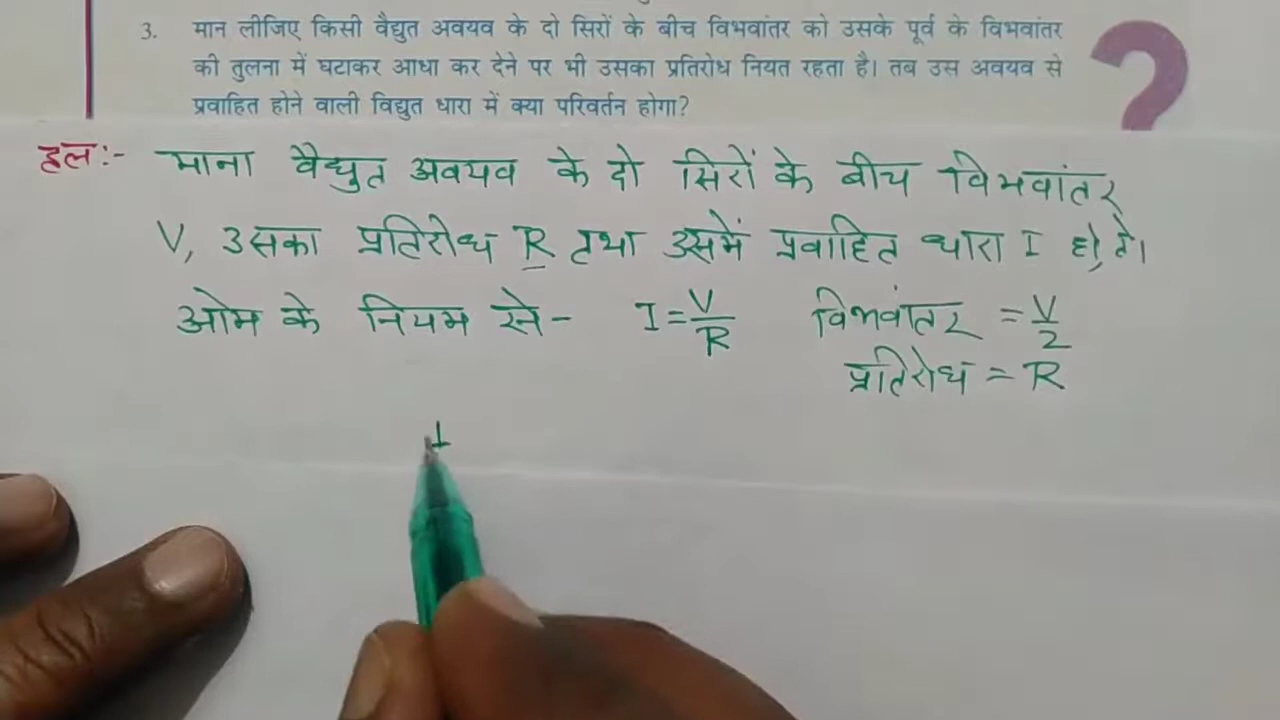 3. मान लीजिए किसी वैद्युत अवयव के दो सिरों के बीच विभवांतर को उसके पूर्व के विभवांतर
की तुलना में घटाकर आधा कर देने पर भी उसका प्रतिरोध नियत रहता है। तब उस अवयव से
प्रवाहित होने वाली विद्युत धारा में क्या परिवर्तन होगा?
हल:- माना वैद्युत अवयव के दो सिरों के बीच विभवांतर
V, उसका प्रतिरोध R तथा उसमें प्रवाहित धारा I हो, तो
ओम के नियम से- I=V/R विभवांतर =V/2
प्रतिरोध = R
I
?